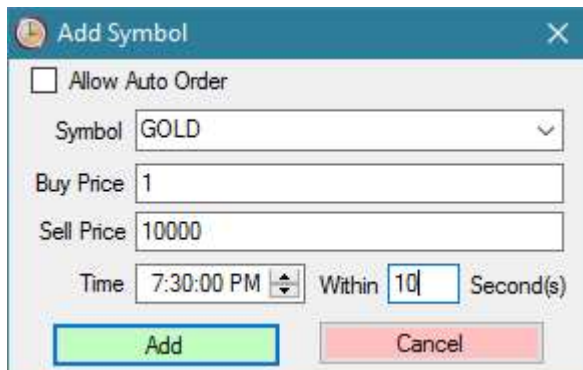 Add Symbol
Allow Auto Order
Symbol GOLD
Buy Price 1
Sell Price 10000
Time 7:30:00 PM Within 10 Second(s)
Add Cancel